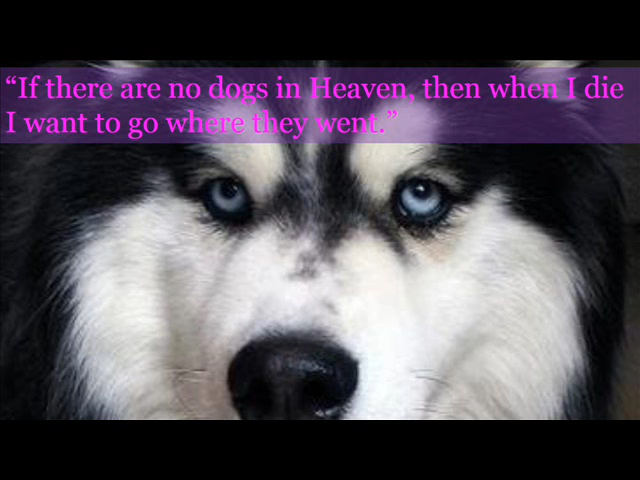 “If there are no dogs in Heaven, then when I die
I want to go where they went.”